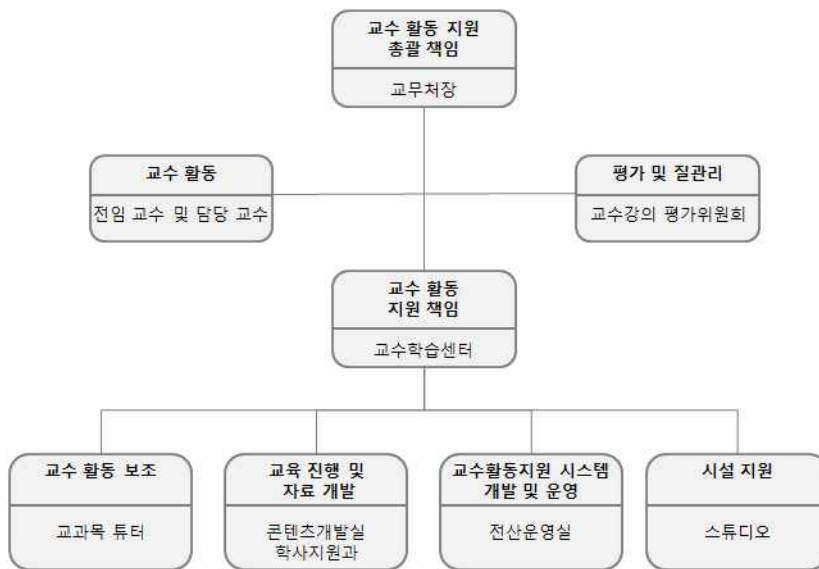 교수 활동 지원
총괄 책임
교무처장
교수 활동
전임 교수 및 담당 교수
평가 및 질관리
교수강의 평가위원회
교수 활동
지원 책임
교수학습센터
교수 활동 보조
교과목 튜터
교육 진행 및
자료 개발
콘텐츠개발실
학사지원과
교수활동지원 시스템
개발 및 운영
전산운영실
시설 지원
스튜디오